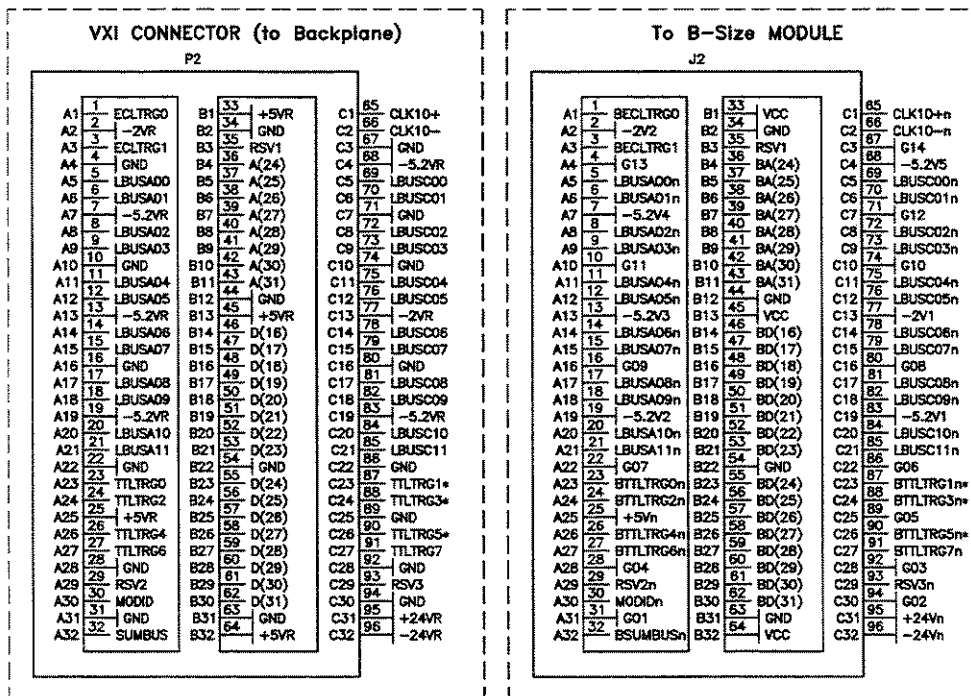 VXI CONNECTOR (to Backplane)
P2
A1 1 ECLTRG0 B1 33 +5VR C1 65 CLK10+
A2 2 -2VR B2 34 GND C2 66 CLK10-
A3 3 ECLTRG1 B3 35 RSV1 C3 67 GND
A4 4 GND B4 36 A(24) C4 68 -5.2VR
A5 5 LBUSA00 B5 37 A(25) C5 69 LBUSC00
A6 6 LBUSA01 B6 38 A(26) C6 70 LBUSC01
A7 7 -5.2VR B7 39 A(27) C7 71 GND
A8 8 LBUSA02 B8 40 A(28) C8 72 LBUSC02
A9 9 LBUSA03 B9 41 A(29) C9 73 LBUSC03
A10 10 GND B10 42 A(30) C10 74 GND
A11 11 LBUSA04 B11 43 A(31) C11 75 LBUSC04
A12 12 LBUSA05 B12 44 GND C12 76 LBUSC05
A13 13 -5.2VR B13 45 +5VR C13 77 -2VR
A14 14 LBUSA06 B14 46 D(16) C14 78 LBUSC06
A15 15 LBUSA07 B15 47 D(17) C15 79 LBUSC07
A16 16 GND B16 48 D(18) C16 80 GND
A17 17 LBUSA08 B17 49 D(19) C17 81 LBUSC08
A18 18 LBUSA09 B18 50 D(20) C18 82 LBUSC09
A19 19 -5.2VR B19 51 D(21) C19 83 -5.2VR
A20 20 LBUSA10 B20 52 D(22) C20 84 LBUSC10
A21 21 LBUSA11 B21 53 D(23) C21 85 LBUSC11
A22 22 GND B22 54 GND C22 86 GND
A23 23 TTLTRG0 B23 55 D(24) C23 87 TTLTRG1*
A24 24 TTLTRG2 B24 56 D(25) C24 88 TTLTRG3*
A25 25 +5VR B25 57 D(26) C25 89 GND
A26 26 TTLTRG4 B26 58 D(27) C26 90 TTLTRG5*
A27 27 TTLTRG6 B27 59 D(28) C27 91 TTLTRG7
A28 28 GND B28 60 D(29) C28 92 GND
A29 29 RSV2 B29 61 D(30) C29 93 RSV3
A30 30 MODID B30 62 D(31) C30 94 GND
A31 31 GND B31 63 GND C31 95 +24VR
A32 32 SUMBUS B32 64 +5VR C32 96 -24VR
To B-Size MODULE
J2
A1 1 BECLTRG0 B1 33 VCC C1 65 CLK10+n
A2 2 -2V2 B2 34 GND C2 66 CLK10-n
A3 3 BECLTRG1 B3 35 RSV1 C3 67 G14
A4 4 G13 B4 36 BA(24) C4 68 -5.2V5
A5 5 LBUSA00n B5 37 BA(25) C5 69 LBUSC00n
A6 6 LBUSA01n B6 38 BA(26) C6 70 LBUSC01n
A7 7 -5.2V4 B7 39 BA(27) C7 71 G12
A8 8 LBUSA02n B8 40 BA(28) C8 72 LBUSC02n
A9 9 LBUSA03n B9 41 BA(29) C9 73 LBUSC03n
A10 10 G11 B10 42 BA(30) C10 74 G10
A11 11 LBUSA04n B11 43 BA(31) C11 75 LBUSC04n
A12 12 LBUSA05n B12 44 GND C12 76 LBUSC05n
A13 13 -5.2V3 B13 45 VCC C13 77 -2V1
A14 14 LBUSA06n B14 46 BD(16) C14 78 LBUSC06n
A15 15 LBUSA07n B15 47 BD(17) C15 79 LBUSC07n
A16 16 G09 B16 48 BD(18) C16 80 G08
A17 17 LBUSA08n B17 49 BD(19) C17 81 LBUSC08n
A18 18 LBUSA09n B18 50 BD(20) C18 82 LBUSC09n
A19 19 -5.2V2 B19 51 BD(21) C19 83 -5.2V1
A20 20 LBUSA10n B20 52 BD(22) C20 84 LBUSC10n
A21 21 LBUSA11n B21 53 BD(23) C21 85 LBUSC11n
A22 22 G07 B22 54 GND C22 86 G06
A23 23 BTTLTRG0n B23 55 BD(24) C23 87 BTTLTRG1n*
A24 24 BTTLTRG2n B24 56 BD(25) C24 88 BTTLTRG3n*
A25 25 +5Vn B25 57 BD(26) C25 89 G05
A26 26 BTTLTRG4n B26 58 BD(27) C26 90 BTTLTRG5n*
A27 27 BTTLTRG6n B27 59 BD(28) C27 91 BTTLTRG7n
A28 28 G04 B28 60 BD(29) C28 92 G03
A29 29 RSV2n B29 61 BD(30) C29 93 RSV3n
A30 30 MODIDn B30 62 BD(31) C30 94 G02
A31 31 G01 B31 63 GND C31 95 +24Vn
A32 32 BSUMBUSn B32 64 VCC C32 96 -24Vn